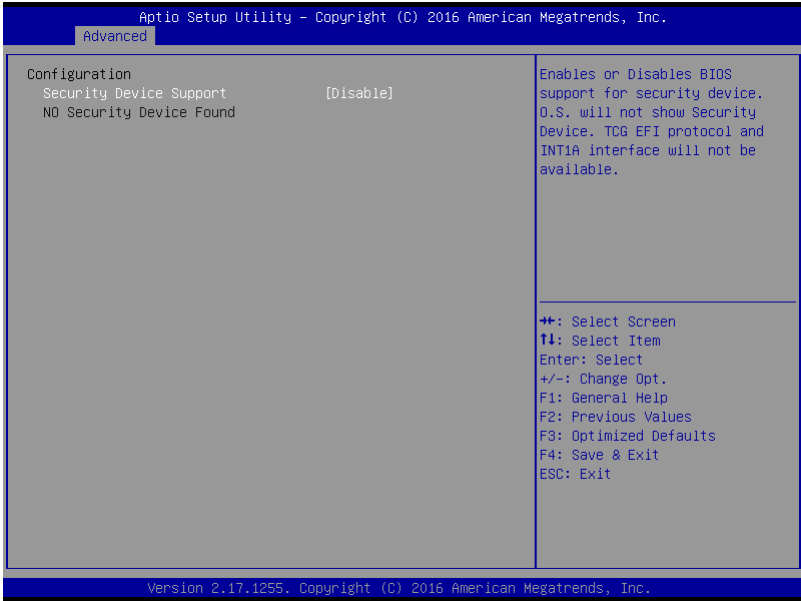 Aptio Setup Utility – Copyright (C) 2016 American Megatrends, Inc.
Advanced
Configuration
Security Device Support [Disable]
NO Security Device Found
Enables or Disables BIOS
support for security device.
O.S. will not show Security
Device. TCG EFI protocol and
INT1A interface will not be
available.
→←: Select Screen
↑↓: Select Item
Enter: Select
+/-: Change Opt.
F1: General Help
F2: Previous Values
F3: Optimized Defaults
F4: Save & Exit
ESC: Exit
Version 2.17.1255. Copyright (C) 2016 American Megatrends, Inc.